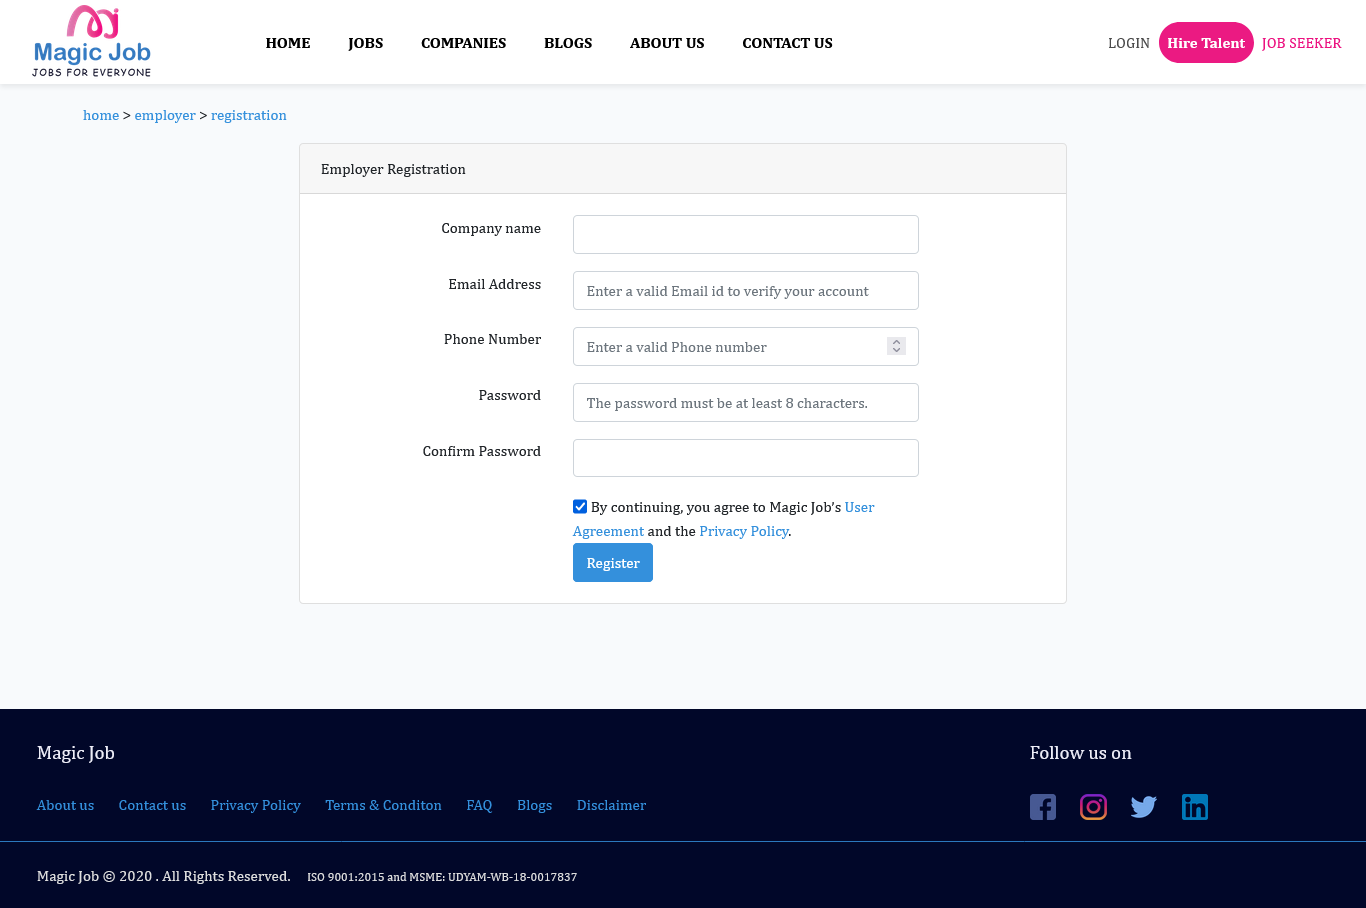 Magic Job
JOBS FOR EVERYONE
HOME JOBS COMPANIES BLOGS ABOUT US CONTACT US
LOGIN Hire Talent JOB SEEKER
home > employer > registration
Employer Registration
Company name
Email Address Enter a valid Email id to verify your account
Phone Number Enter a valid Phone number
Password The password must be at least 8 characters.
Confirm Password
By continuing, you agree to Magic Job's User
Agreement and the Privacy Policy.
Register
Magic Job Follow us on
About us Contact us Privacy Policy Terms & Conditon FAQ Blogs Disclaimer
Magic Job © 2020 . All Rights Reserved. ISO 9001:2015 and MSME: UDYAM-WB-18-0017837